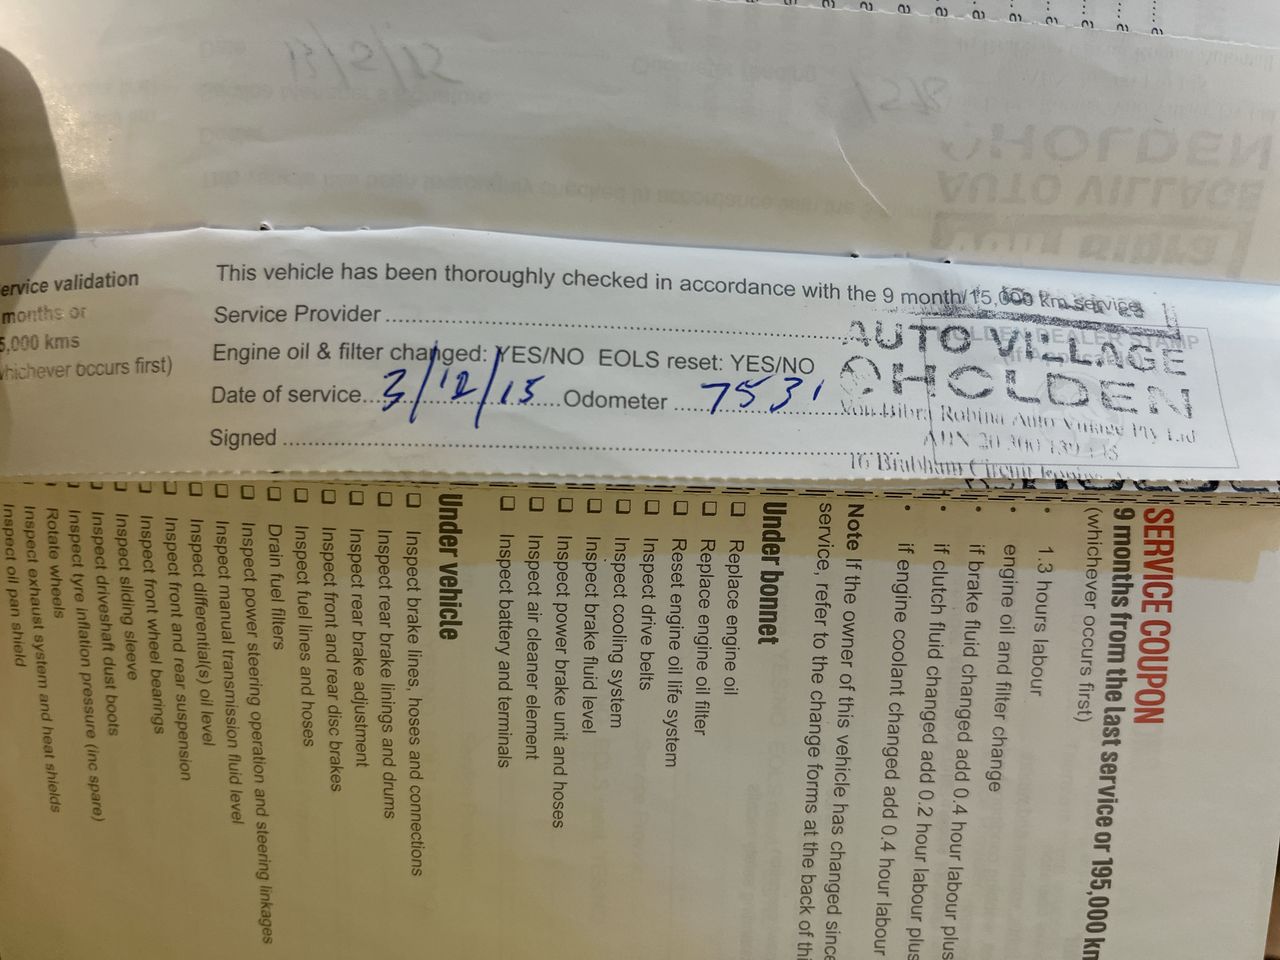 This vehicle has been thoroughly checked in accordance with the 9 month/15,000 km service
ervice validation
months or
5,000 kms
whichever occurs first)
Service Provider
Engine oil & filter changed: YES/NO EOLS reset: YES/NO
Date of service 3/12/15 Odometer 7531
Signed
AUTO VILLAGE
HOLDEN
Von Bibra Robina Auto Village Pty Ltd
SERVICE COUPON
9 months from the last service or 195,000 km
(whichever occurs first)
• 1.3 hours labour
• engine oil and filter change
• if brake fluid changed add 0.4 hour labour plus
• if clutch fluid changed add 0.2 hour labour plus
• if engine coolant changed add 0.4 hour labour
Note If the owner of this vehicle has changed since
service, refer to the change forms at the back of thi
Under bonnet
Replace engine oil
Replace engine oil filter
Reset engine oil life system
Inspect drive belts
Inspect cooling system
Inspect brake fluid level
Inspect power brake unit and hoses
Inspect air cleaner element
Inspect battery and terminals
Under vehicle
Inspect brake lines, hoses and connections
Inspect rear brake linings and drums
Inspect rear brake adjustment
Inspect front and rear disc brakes
Inspect fuel lines and hoses
Drain fuel filters
Inspect power steering operation and steering linkages
Inspect manual transmission fluid level
Inspect differential(s) oil level
Inspect front and rear suspension
Inspect front wheel bearings
Inspect sliding sleeve
Inspect driveshaft dust boots
Inspect tyre inflation pressure (inc spare)
Rotate wheels
Inspect exhaust system and heat shields
Inspect oil pan shield